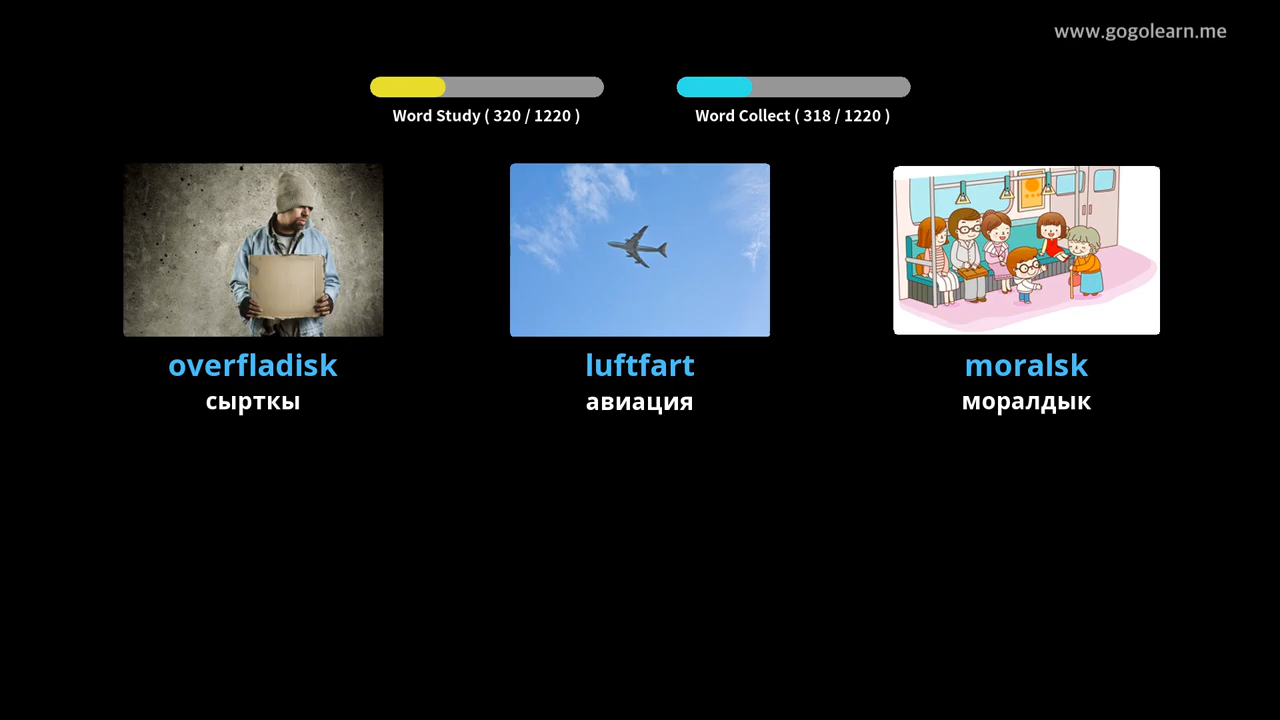 www.gogolearn.me
Word Study ( 320 / 1220 )
Word Collect ( 318 / 1220 )
overfladisk
luftfart
moralsk
сырткы
авиация
моралдык